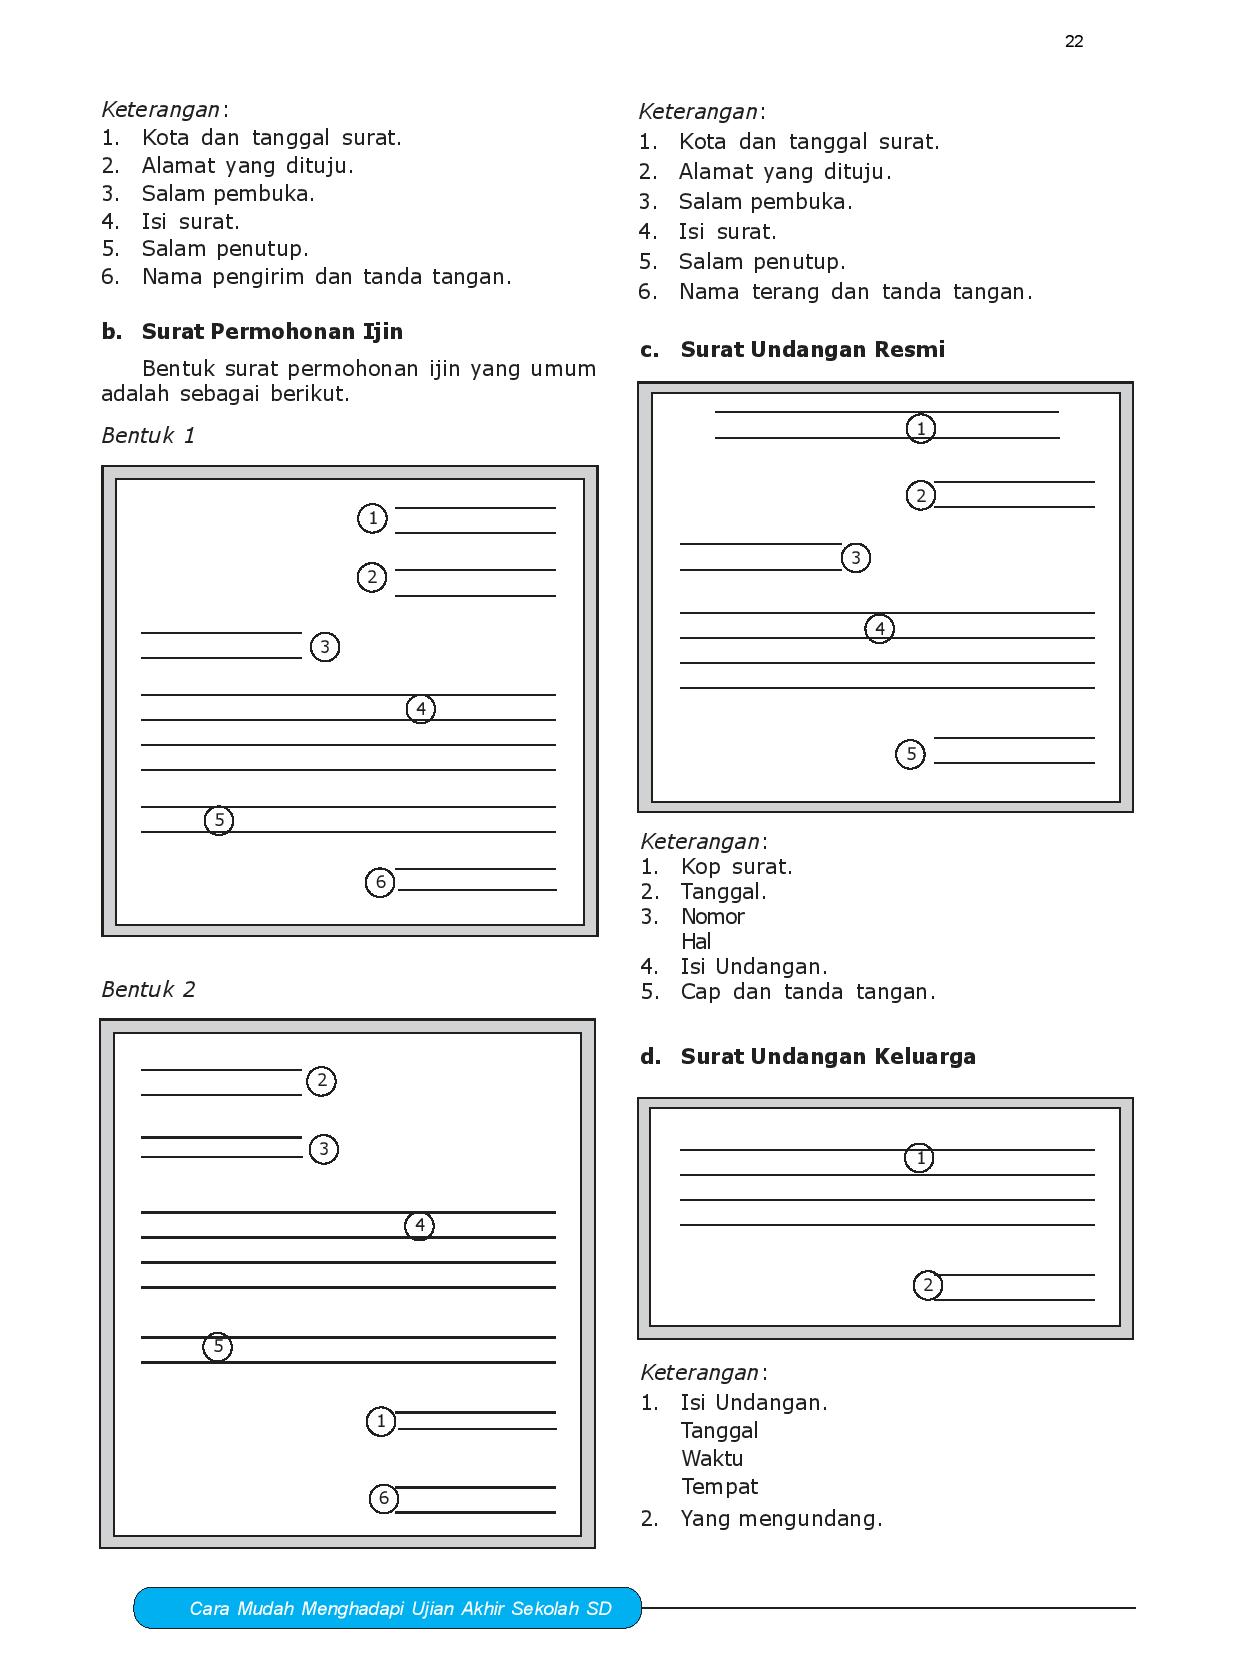 22
Keterangan:
1. Kota dan tanggal surat.
2. Alamat yang dituju.
3. Salam pembuka.
4. Isi surat.
5. Salam penutup.
6. Nama pengirim dan tanda tangan.
b. Surat Permohonan Ijin
Bentuk surat permohonan ijin yang umum
adalah sebagai berikut.
Bentuk 1
1
2
3
4
5
6
Bentuk 2
2
3
4
5
1
6
Keterangan:
1. Kota dan tanggal surat.
2. Alamat yang dituju.
3. Salam pembuka.
4. Isi surat.
5. Salam penutup.
6. Nama terang dan tanda tangan.
c. Surat Undangan Resmi
1
2
3
4
5
Keterangan:
1. Kop surat.
2. Tanggal.
3. Nomor
Hal
4. Isi Undangan.
5. Cap dan tanda tangan.
d. Surat Undangan Keluarga
1
2
Keterangan:
1. Isi Undangan.
Tanggal
Waktu
Tempat
2. Yang mengundang.
Cara Mudah Menghadapi Ujian Akhir Sekolah SD